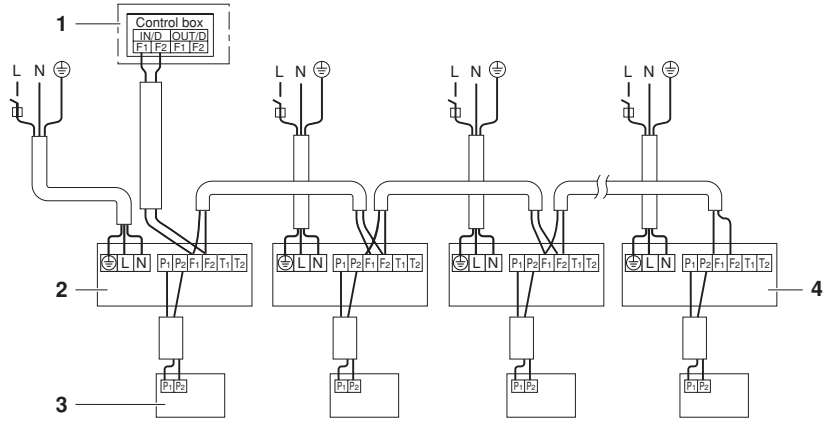 1
Control box
IN/D OUT/D
F1 F2 F1 F2
L N
L N
L N
L N
L N P1 P2 F1 F2 T1 T2
L N P1 P2 F1 F2 T1 T2
L N P1 P2 F1 F2 T1 T2
L N P1 P2 F1 F2 T1 T2
2
4
P1 P2
P1 P2
P1 P2
P1 P2
3